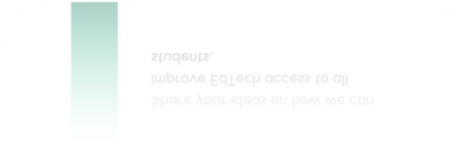 Share your ideas on how we can
improve EdTech access to all
students.